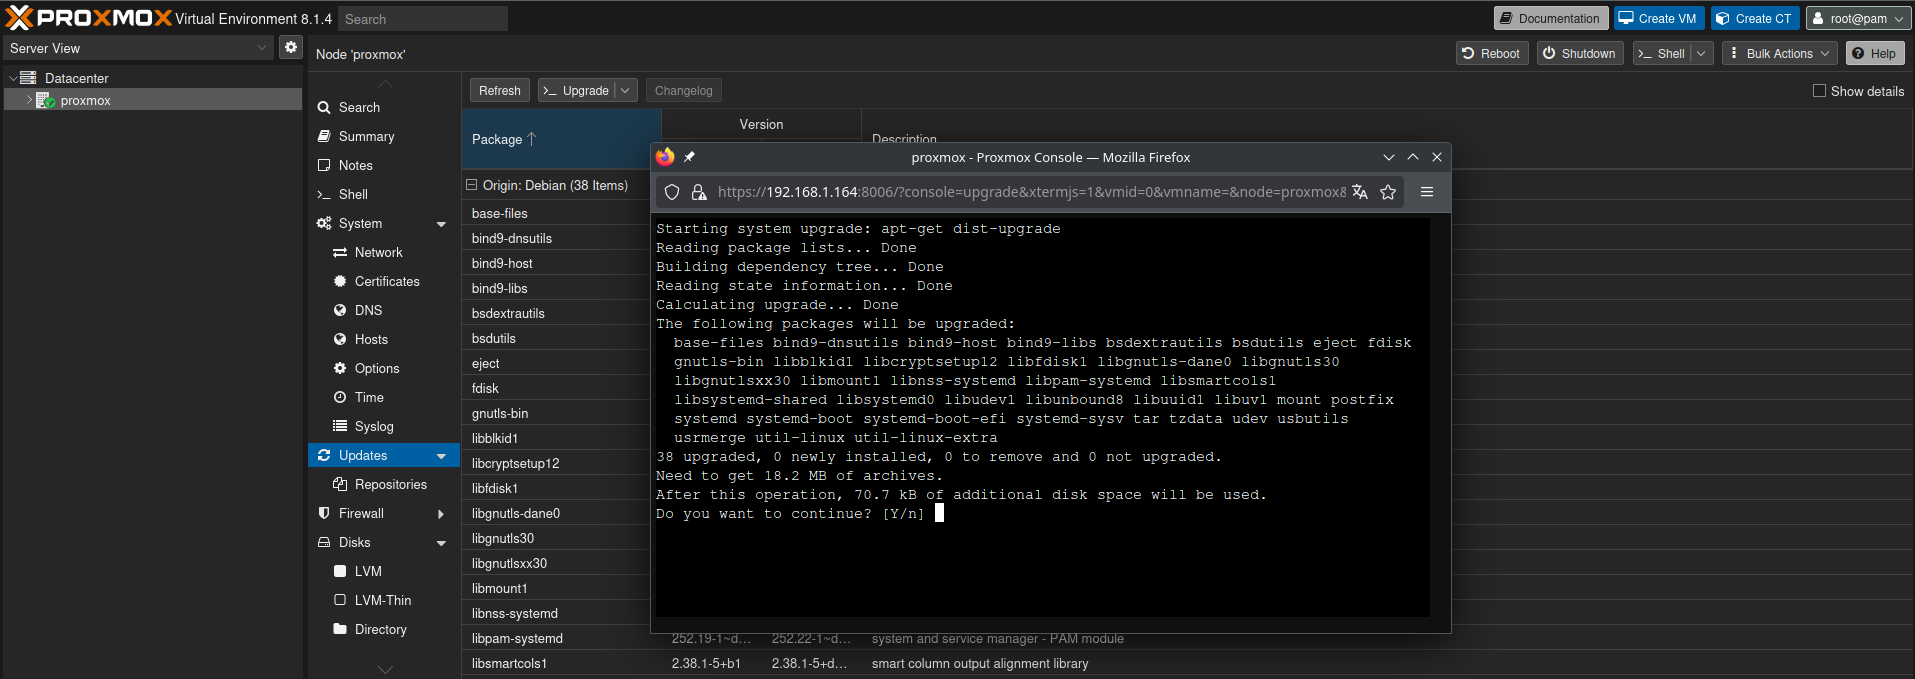 PROXMOX Virtual Environment 8.1.4 Search
Documentation Create VM Create CT root@pam
Server View
Node 'proxmox'
Reboot Shutdown Shell Bulk Actions Help
Datacenter
proxmox
Search
Summary
Notes
Shell
System
Network
Certificates
DNS
Hosts
Options
Time
Syslog
Updates
Repositories
Firewall
Disks
LVM
LVM-Thin
Directory
Refresh Upgrade Changelog
Show details
Package Version
Description
Origin: Debian (38 Items)
base-files
bind9-dnsutils
bind9-host
bind9-libs
bsdextrautils
bsdutils
eject
fdisk
gnutls-bin
libblkid1
libcryptsetup12
libfdisk1
libgnutls-dane0
libgnutls30
libgnutlsxx30
libmount1
libnss-systemd
libpam-systemd 252.19-1~d... 252.22-1~d... system and service manager - PAM module
libsmartcols1 2.38.1-5+b1 2.38.1-5+d... smart column output alignment library
proxmox - Proxmox Console — Mozilla Firefox
https://192.168.1.164:8006/?console=upgrade&xtermjs=1&vmid=0&vmname=&node=proxmox&
Starting system upgrade: apt-get dist-upgrade
Reading package lists... Done
Building dependency tree... Done
Reading state information... Done
Calculating upgrade... Done
The following packages will be upgraded:
base-files bind9-dnsutils bind9-host bind9-libs bsdextrautils bsdutils eject fdisk
gnutls-bin libblkid1 libcryptsetup12 libfdisk1 libgnutls-dane0 libgnutls30
libgnutlsxx30 libmount1 libnss-systemd libpam-systemd libsmartcols1
libsystemd-shared libsystemd0 libudev1 libunbound8 libuuid1 libuv1 mount postfix
systemd systemd-boot systemd-boot-efi systemd-sysv tar tzdata udev usbutils
usrmerge util-linux util-linux-extra
38 upgraded, 0 newly installed, 0 to remove and 0 not upgraded.
Need to get 18.2 MB of archives.
After this operation, 70.7 kB of additional disk space will be used.
Do you want to continue? [Y/n]